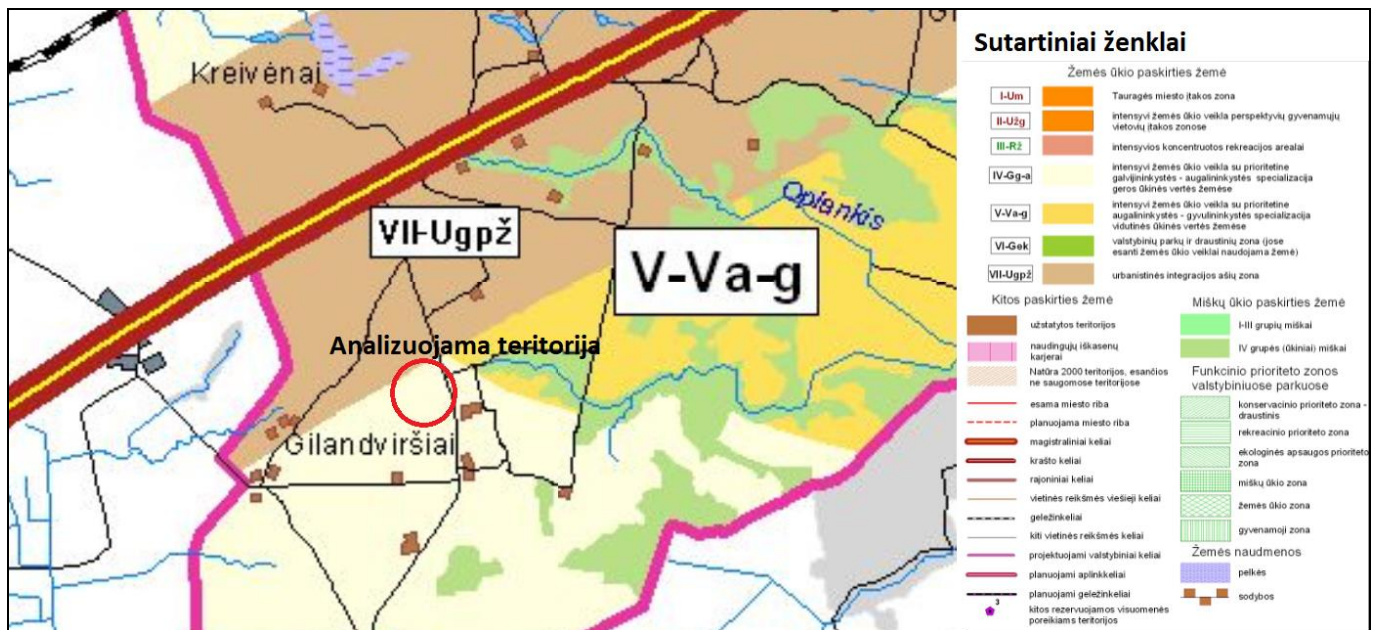 Kreivėnai
Oplankis
VII-Ugpž
V-Va-g
Analizuojama teritorija
Gilandviršiai
Sutartiniai ženklai
Žemės ūkio paskirties žemė
I-Um
Tauragės miesto įtakos zona
II-Užg
intensyvi žemės ūkio veikla perspektyvių gyvenamųjų
vietovių įtakos zonose
III-Rž
intensyvios koncentruotos rekreacijos arealai
IV-Gg-a
intensyvi žemės ūkio veikla su prioritetine
galvijininkystės - augalininkystės specializacija
geros ūkinės vertės žemėse
V-Va-g
intensyvi žemės ūkio veikla su prioritetine
augalininkystės - gyvulininkystės specializacija
vidutinės ūkinės vertės žemėse
VI-Gek
valstybinių parkų ir draustinių zona (jose
esanti žemės ūkio veiklai naudojama žemė)
VII-Ugpž
urbanistinės integracijos ašių zona
Kitos paskirties žemė
užstatytos teritorijos
naudingųjų iškasenų
karjerai
Natūra 2000 teritorijos, esančios
ne saugomose teritorijose
esama miesto riba
planuojama miesto riba
magistraliniai keliai
krašto keliai
rajoniniai keliai
vietinės reikšmės viešieji keliai
geležinkeliai
kiti vietinės reikšmės keliai
projektuojami valstybiniai keliai
planuojami aplinkkeliai
planuojami geležinkeliai
3
kitos rezervuojamos visuomenės
poreikiams teritorijos
Miškų ūkio paskirties žemė
I-III grupių miškai
IV grupės (ūkiniai) miškai
Funkcinio prioriteto zonos
valstybiniuose parkuose
konservacinio prioriteto zona -
draustinis
rekreacinio prioriteto zona
ekologinės apsaugos prioriteto
zona
miškų ūkio zona
žemės ūkio zona
gyvenamoji zona
Žemės naudmenos
pelkės
sodybos